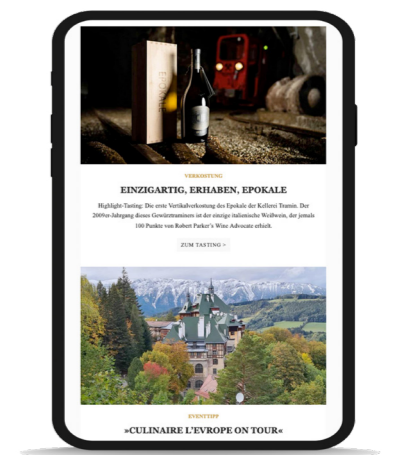 VERKOSTUNG
EINZIGARTIG, ERHABEN, EPOKALE
Highlight-Tasting: Die erste Vertikalverkostung des Epokale der Kellerei Tramin. Der
2009er-Jahrgang dieses Gewürztraminers ist der einzige italienische Weißwein, der jemals
100 Punkte von Robert Parker's Wine Advocate erhielt.
ZUM TASTING >
EVENTTIPP
»CULINAIRE L'EVROPE ON TOUR«